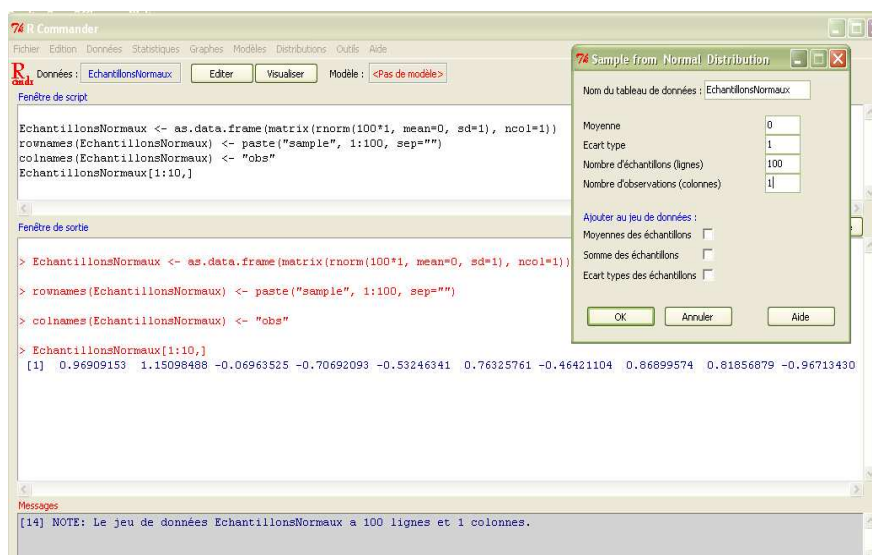 R Commander
Fichier Edition Données Statistiques Graphes Modèles Distributions Outils Aide
Données : EchantillonsNormaux Editer Visualiser Modèle : <Pas de modèle>
Fenêtre de script
EchantillonsNormaux <- as.data.frame(matrix(rnorm(100*1, mean=0, sd=1), ncol=1))
rownames(EchantillonsNormaux) <- paste("sample", 1:100, sep="")
colnames(EchantillonsNormaux) <- "obs"
EchantillonsNormaux[1:10,]
Fenêtre de sortie
> EchantillonsNormaux <- as.data.frame(matrix(rnorm(100*1, mean=0, sd=1), ncol=1))
> rownames(EchantillonsNormaux) <- paste("sample", 1:100, sep="")
> colnames(EchantillonsNormaux) <- "obs"
> EchantillonsNormaux[1:10,]
[1] 0.96909153 1.15098488 -0.06963525 -0.70692093 -0.53246341 0.76325761 -0.46421104 0.86899574 0.81856879 -0.96713430
Messages
[14] NOTE: Le jeu de données EchantillonsNormaux a 100 lignes et 1 colonnes.
Sample from Normal Distribution
Nom du tableau de données : EchantillonsNormaux
Moyenne 0
Ecart type 1
Nombre d'échantillons (lignes) 100
Nombre d'observations (colonnes) 1
Ajouter au jeu de données :
Moyennes des échantillons
Somme des échantillons
Ecart types des échantillons
OK Annuler Aide